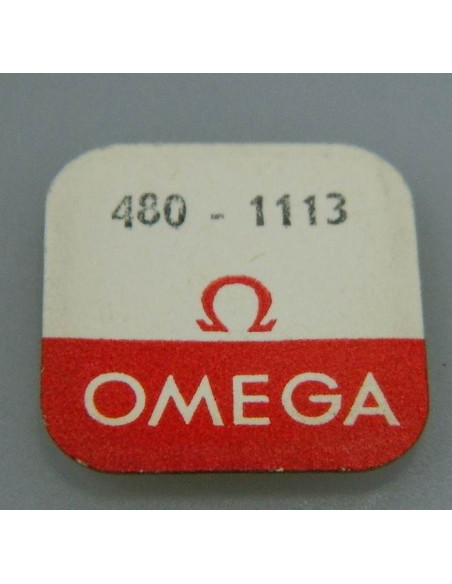 480 - 1113
Ω
OMEGA